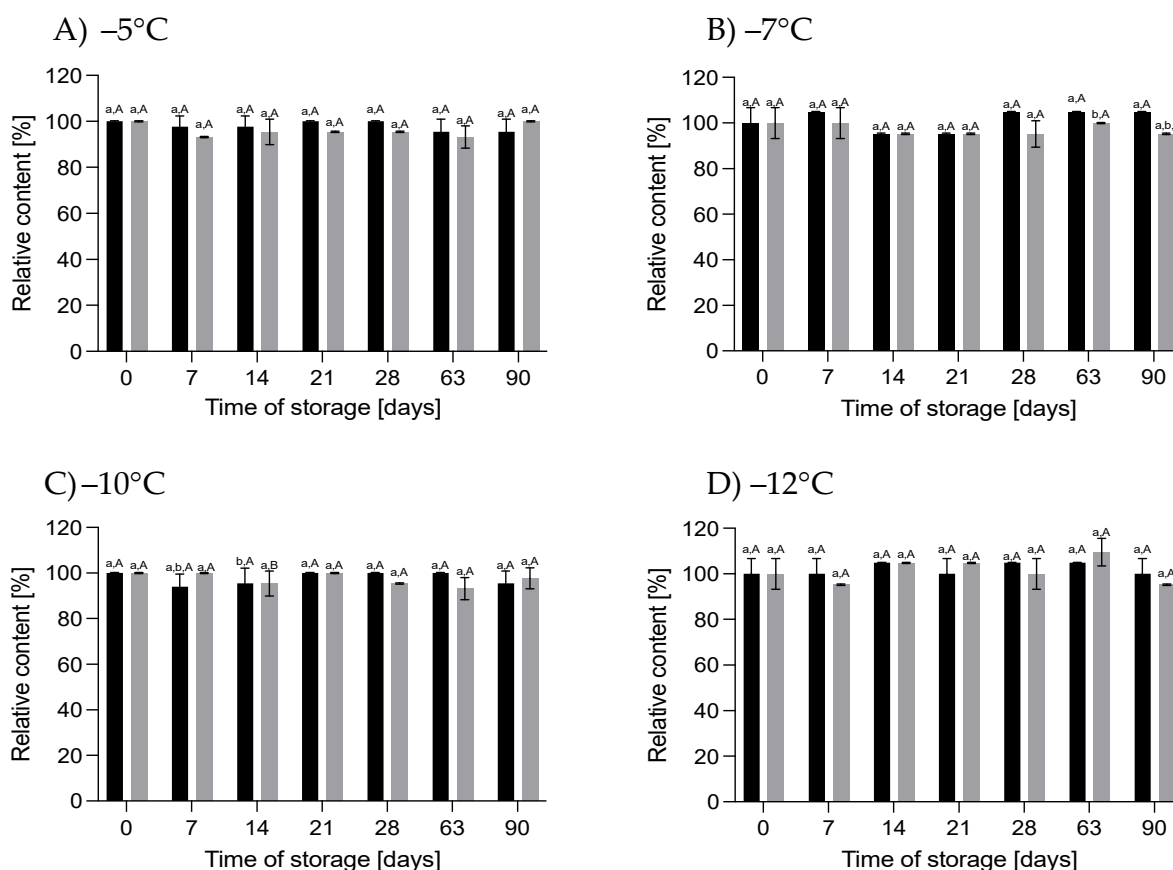 A) –5°C
120
100
80
60
40
20
0
Relative content [%]
a,A a,A a,A a,A a,A a,A a,A a,A a,A a,A a,A a,A a,A a,A
0 7 14 21 28 63 90
Time of storage [days]
B) –7°C
120
100
80
60
40
20
0
Relative content [%]
a,A a,A a,A a,A a,A a,A a,A a,A a,A a,A a,A b,A a,A a,b,
0 7 14 21 28 63 90
Time of storage [days]
C) –10°C
120
100
80
60
40
20
0
Relative content [%]
a,A a,A a,b,A a,A b,A a,B a,A a,A a,A a,A a,A a,A a,A a,A
0 7 14 21 28 63 90
Time of storage [days]
D) –12°C
120
100
80
60
40
20
0
Relative content [%]
a,A a,A a,A a,A a,A a,A a,A a,A a,A a,A a,A a,A a,A a,A
0 7 14 21 28 63 90
Time of storage [days]